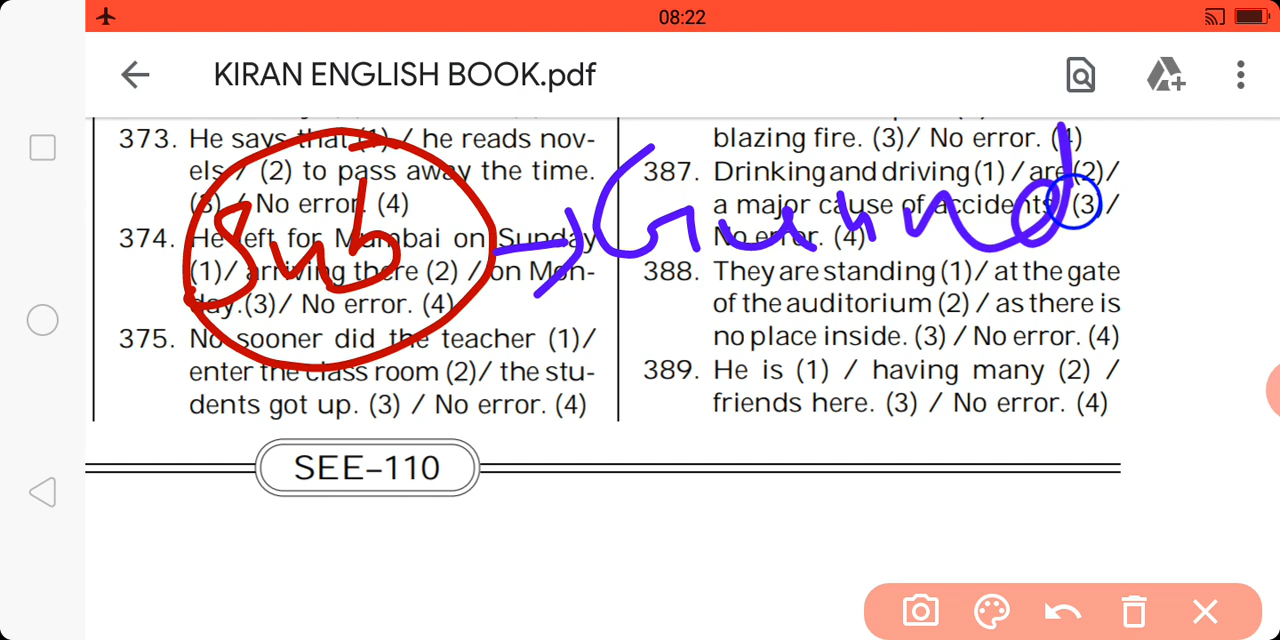 08:22
KIRAN ENGLISH BOOK.pdf
373. He says that (1) / he reads nov-
els / (2) to pass away the time.
(3) / No error. (4)
374. He left for Mumbai on Sunday
(1)/ arriving there (2) / on Mon-
day.(3)/ No error. (4)
375. No sooner did the teacher (1)/
enter the class room (2)/ the stu-
dents got up. (3) / No error. (4)
Sub
SEE–110
blazing fire. (3)/ No error. (4)
387. Drinking and driving (1) / are (2)/
a major cause of accidents (3) /
No error. (4)
388. They are standing (1)/ at the gate
of the auditorium (2) / as there is
no place inside. (3) / No error. (4)
389. He is (1) / having many (2) /
friends here. (3) / No error. (4)